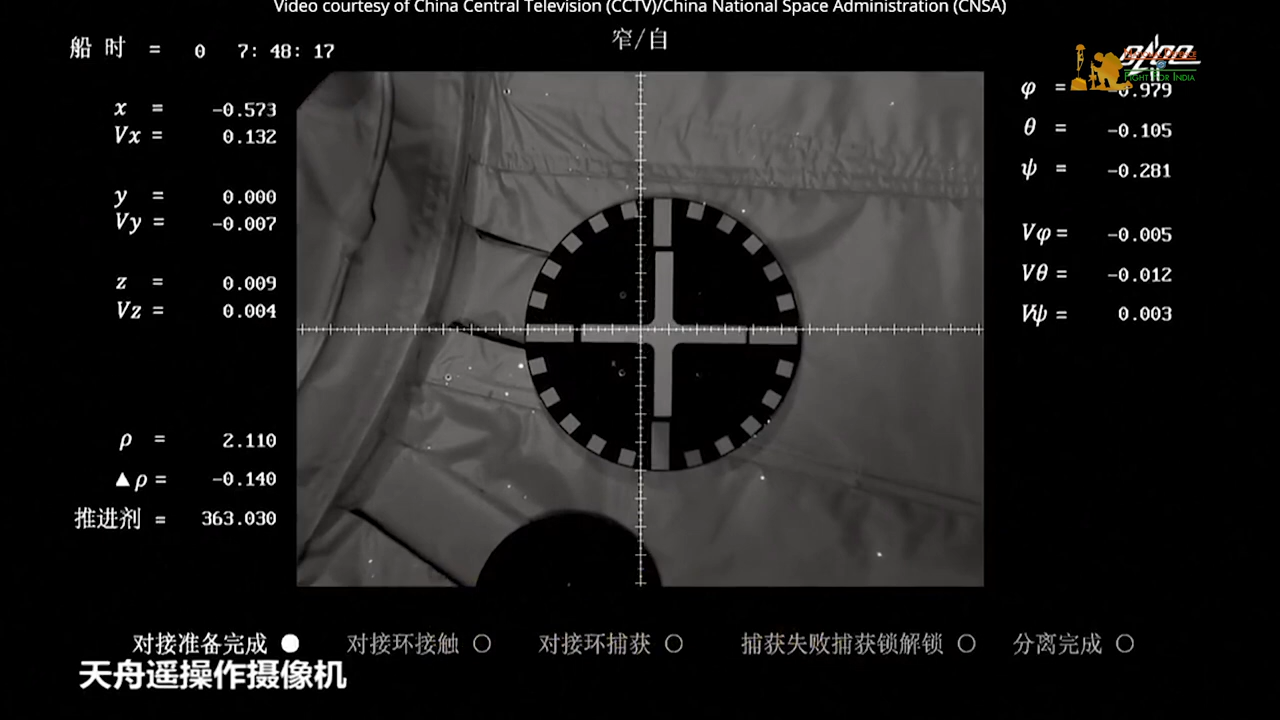 Video courtesy of China Central Television (CCTV)/China National Space Administration (CNSA)
船时 = 0 7: 48: 17
窄/自
x = -0.573
Vx = 0.132
y = 0.000
Vy = -0.007
z = 0.009
Vz = 0.004
ρ = 2.110
▲ρ = -0.140
推进剂 = 363.030
FIGHT FOR INDIA
φ = -0.979
θ = -0.105
ψ = -0.281
Vφ = -0.005
Vθ = -0.012
Vψ = 0.003
对接准备完成 对接环接触 对接环捕获 捕获失败捕获锁解锁 分离完成
天舟遥操作摄像机